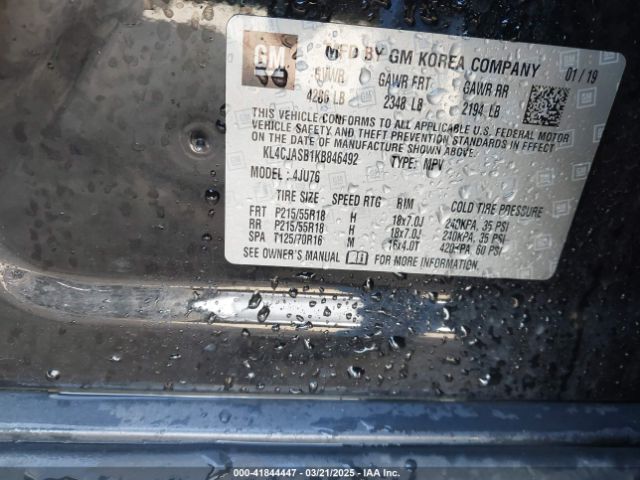 GM MFD BY GM KOREA COMPANY 01/19
GVWR GAWR FRT GAWR RR
4286 LB 2348 LB 2194 LB
THIS VEHICLE CONFORMS TO ALL APPLICABLE U.S. FEDERAL MOTOR
VEHICLE SAFETY AND THEFT PREVENTION STANDARDS IN EFFECT
ON THE DATE OF MANUFACTURE SHOWN ABOVE.
KL4CJASB1KB846492 TYPE: MPV
MODEL: 4JU76
TIRE SIZE SPEED RTG RIM COLD TIRE PRESSURE
FRT P215/55R18 H 18x7.0J 240KPA, 35 PSI
RR P215/55R18 H 18x7.0J 240KPA, 35 PSI
SPA T125/70R16 M 16x4.0T 420KPA, 60 PSI
SEE OWNER'S MANUAL FOR MORE INFORMATION.
000-41844447 | 03/21/2025 | IAA, Inc. (C)